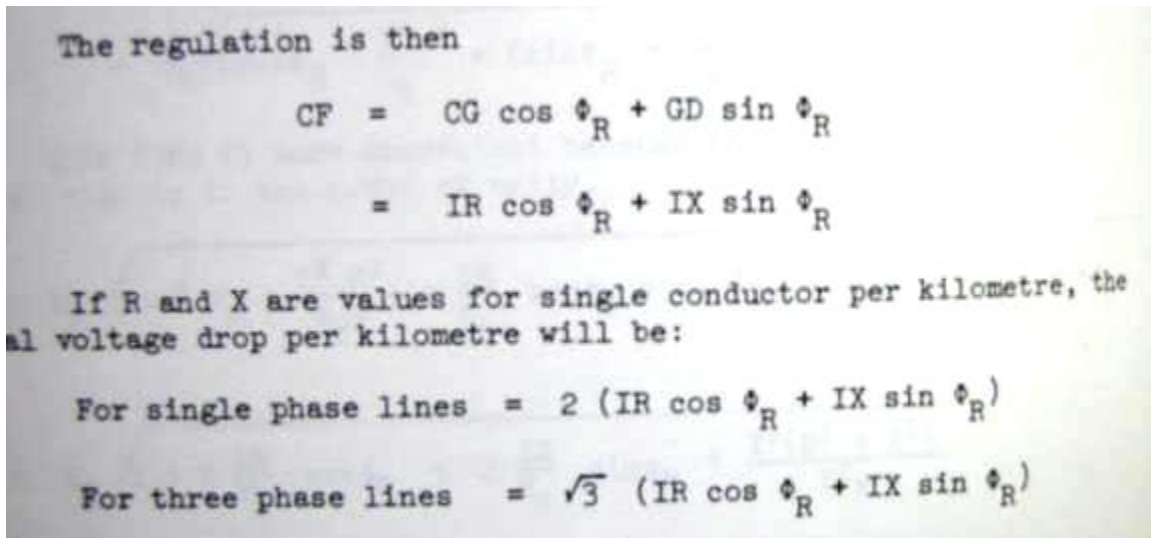 The regulation is then
CF = CG cos Φ_R + GD sin Φ_R
= IR cos Φ_R + IX sin Φ_R
If R and X are values for single conductor per kilometre, the
al voltage drop per kilometre will be:
For single phase lines = 2 (IR cos Φ_R + IX sin Φ_R)
For three phase lines = √3 (IR cos Φ_R + IX sin Φ_R)